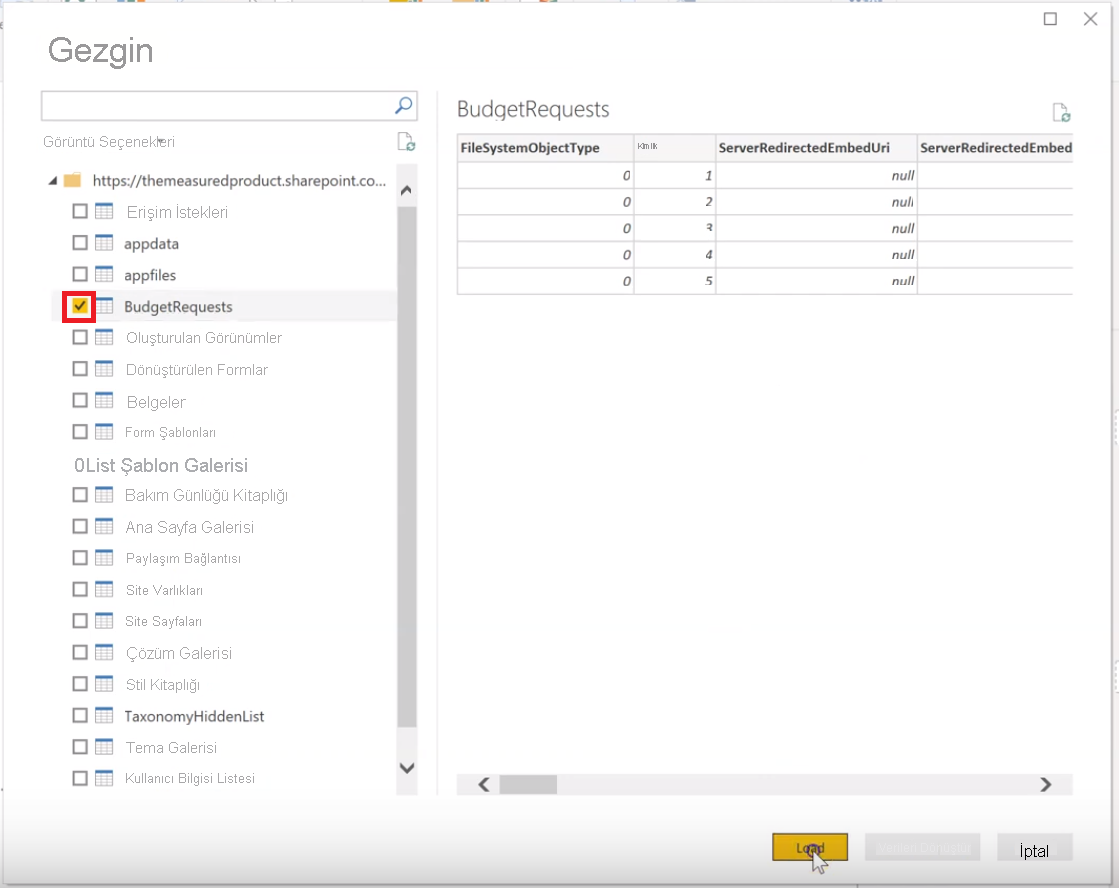 Gezgin
Görüntü Seçenekleri
https://themeasuredproduct.sharepoint.co...
Erişim İstekleri
appdata
appfiles
BudgetRequests
Oluşturulan Görünümler
Dönüştürülen Formlar
Belgeler
Form Şablonları
0List Şablon Galerisi
Bakım Günlüğü Kitaplığı
Ana Sayfa Galerisi
Paylaşım Bağlantısı
Site Varlıkları
Site Sayfaları
Çözüm Galerisi
Stil Kitaplığı
TaxonomyHiddenList
Tema Galerisi
Kullanıcı Bilgisi Listesi
BudgetRequests
FileSystemObjectType Kimlik ServerRedirectedEmbedUri ServerRedirectedEmbed
0 1 null
0 2 null
0 3 null
0 4 null
0 5 null
Load İptal